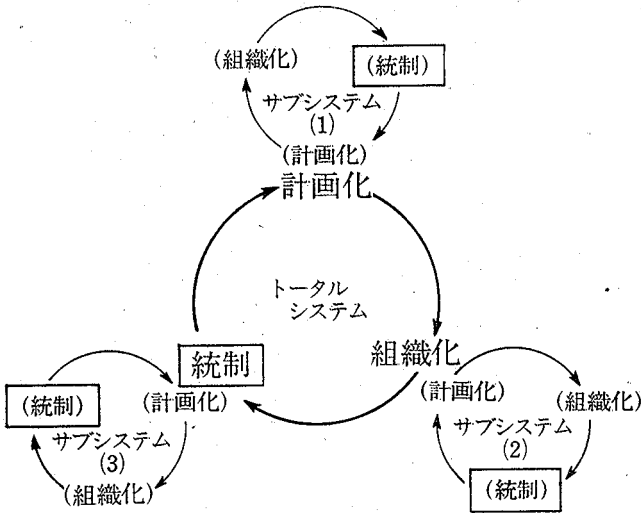 (組織化)
(統制)
サブシステム
(1)
(計画化)
計画化
トータル
システム
組織化
統制
(計画化)
(組織化)
サブシステム
(2)
(統制)
(統制)
(計画化)
サブシステム
(3)
(組織化)